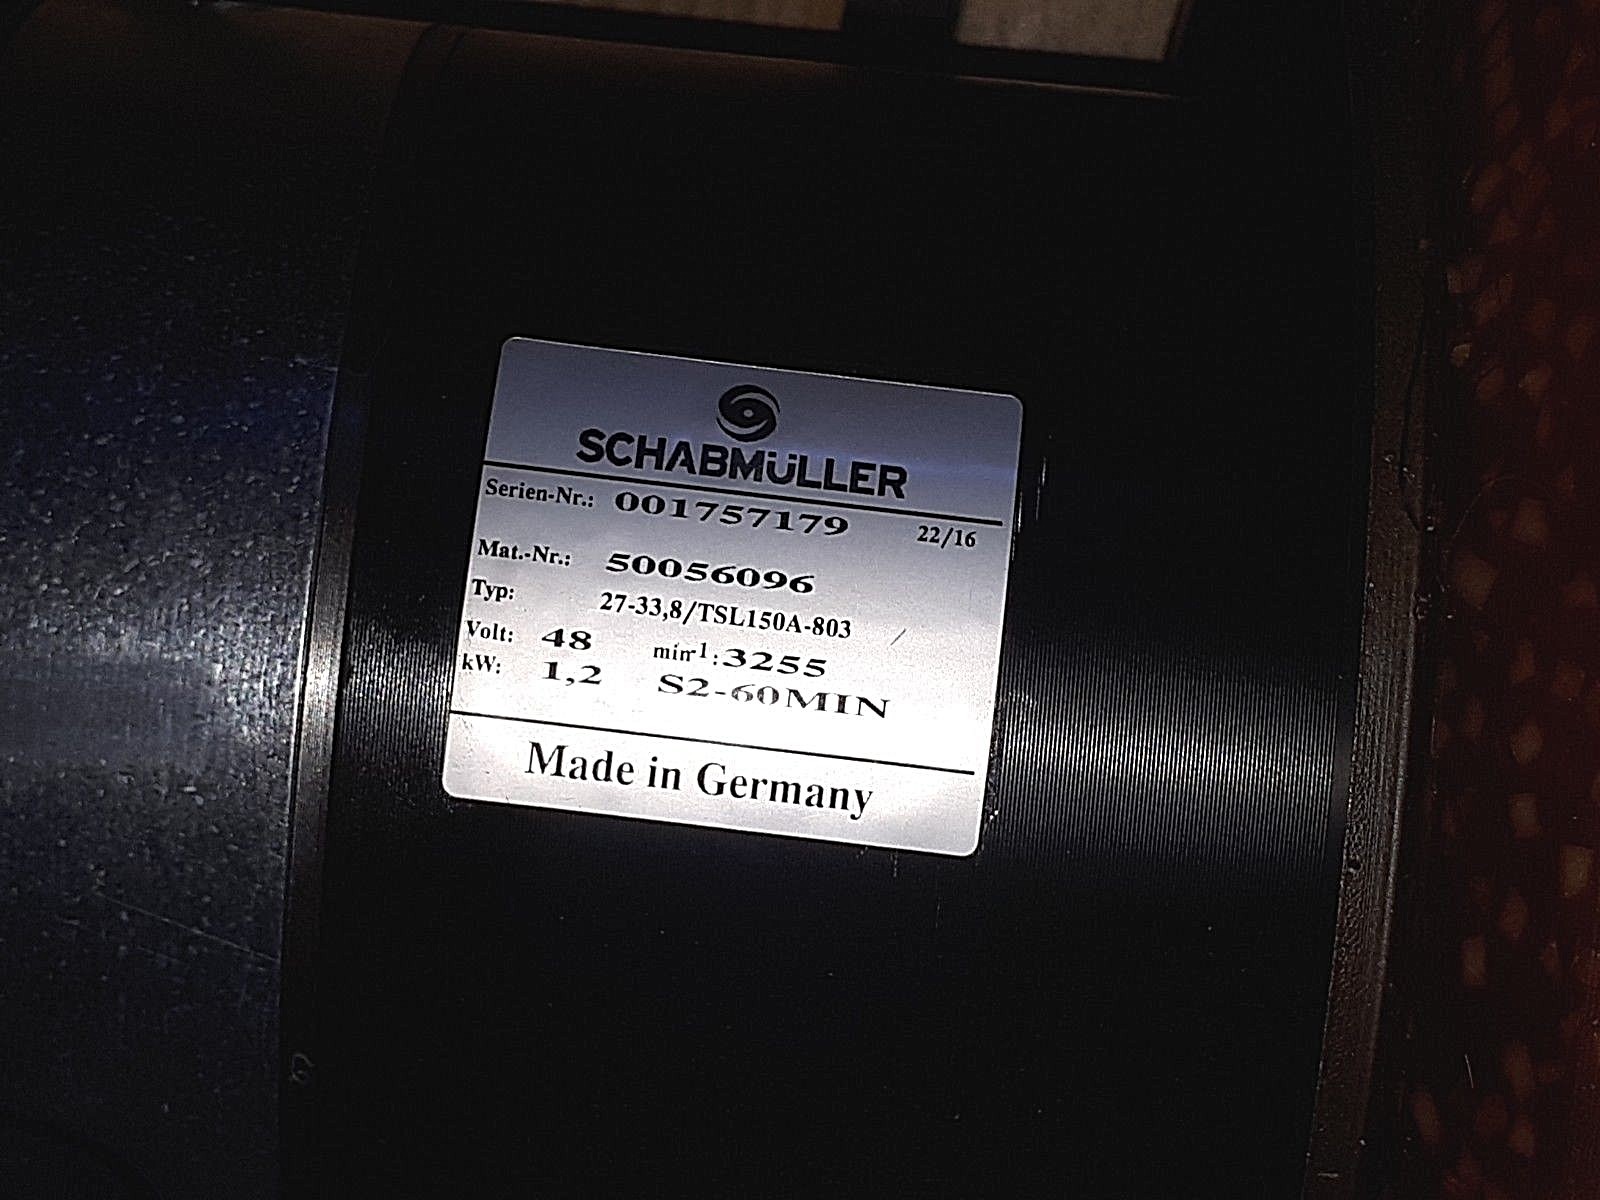 SCHABMÜLLER
Serien-Nr.: 001757179 22/16
Mat.-Nr.: 50056096
Typ: 27-33,8/TSL150A-803 /
Volt: 48 min-1: 3255
kW: 1,2 S2-60MIN
Made in Germany